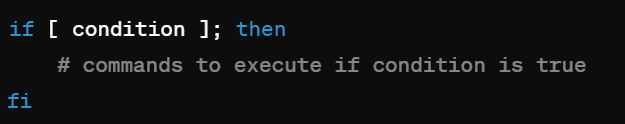 if [ condition ]; then
    # commands to execute if condition is true
fi